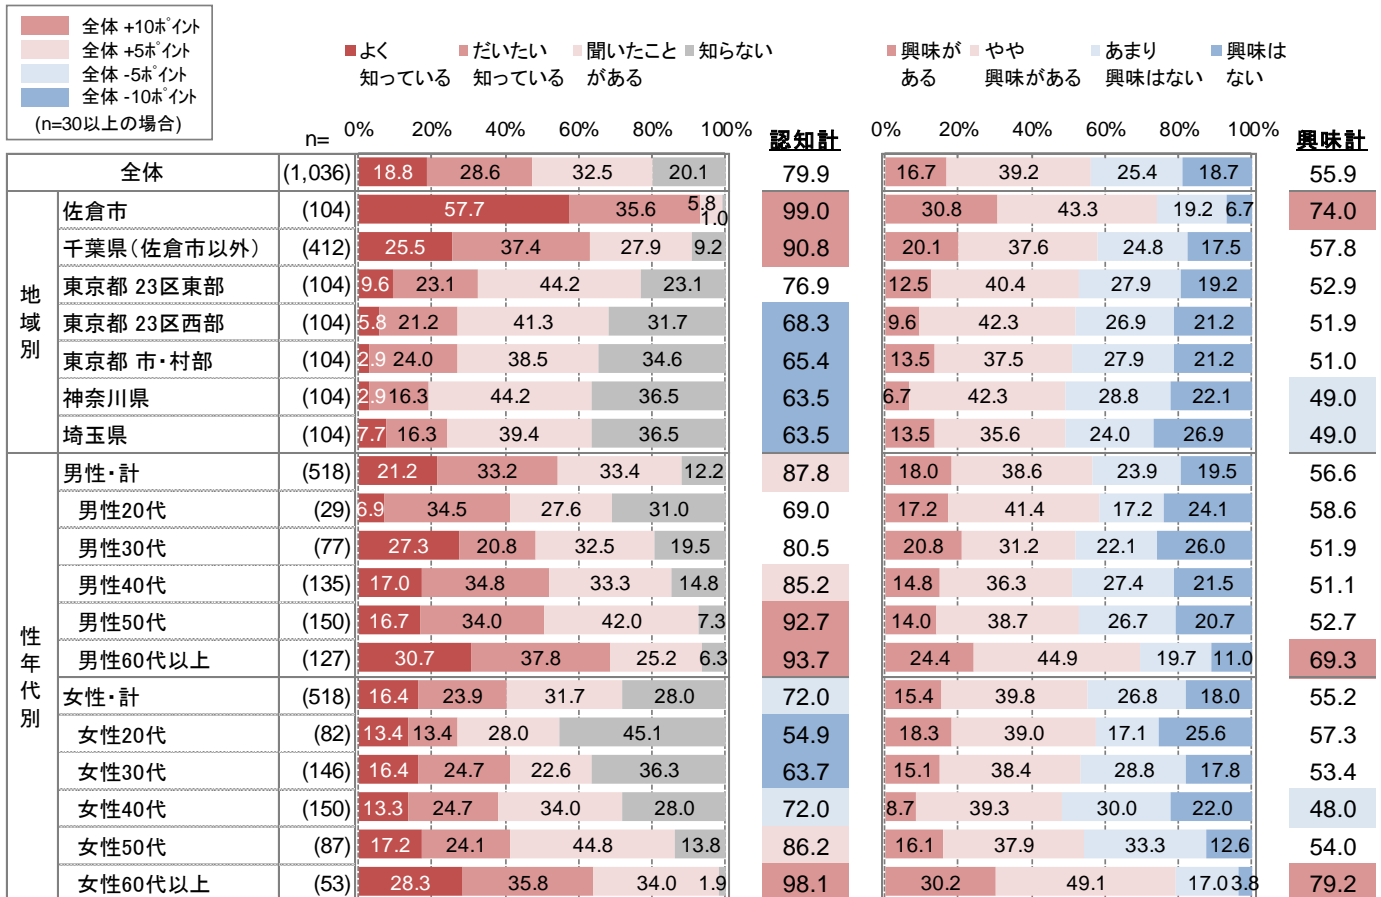 全体 +10ﾎﾟｲﾝﾄ
全体 +5ﾎﾟｲﾝﾄ
全体 -5ﾎﾟｲﾝﾄ
全体 -10ﾎﾟｲﾝﾄ
(n=30以上の場合)
よく知っている だいたい知っている 聞いたことがある 知らない
興味がある やや興味がある あまり興味はない 興味はない
n= 0% 20% 40% 60% 80% 100% 認知計 0% 20% 40% 60% 80% 100% 興味計
全体 (1,036) 18.8 28.6 32.5 20.1 79.9 16.7 39.2 25.4 18.7 55.9
地域別
佐倉市 (104) 57.7 35.6 5.8 1.0 99.0 30.8 43.3 19.2 6.7 74.0
千葉県(佐倉市以外) (412) 25.5 37.4 27.9 9.2 90.8 20.1 37.6 24.8 17.5 57.8
東京都 23区東部 (104) 9.6 23.1 44.2 23.1 76.9 12.5 40.4 27.9 19.2 52.9
東京都 23区西部 (104) 5.8 21.2 41.3 31.7 68.3 9.6 42.3 26.9 21.2 51.9
東京都 市・村部 (104) 2.9 24.0 38.5 34.6 65.4 13.5 37.5 27.9 21.2 51.0
神奈川県 (104) 2.9 16.3 44.2 36.5 63.5 6.7 42.3 28.8 22.1 49.0
埼玉県 (104) 7.7 16.3 39.4 36.5 63.5 13.5 35.6 24.0 26.9 49.0
性年代別
男性・計 (518) 21.2 33.2 33.4 12.2 87.8 18.0 38.6 23.9 19.5 56.6
男性20代 (29) 6.9 34.5 27.6 31.0 69.0 17.2 41.4 17.2 24.1 58.6
男性30代 (77) 27.3 20.8 32.5 19.5 80.5 20.8 31.2 22.1 26.0 51.9
男性40代 (135) 17.0 34.8 33.3 14.8 85.2 14.8 36.3 27.4 21.5 51.1
男性50代 (150) 16.7 34.0 42.0 7.3 92.7 14.0 38.7 26.7 20.7 52.7
男性60代以上 (127) 30.7 37.8 25.2 6.3 93.7 24.4 44.9 19.7 11.0 69.3
女性・計 (518) 16.4 23.9 31.7 28.0 72.0 15.4 39.8 26.8 18.0 55.2
女性20代 (82) 13.4 13.4 28.0 45.1 54.9 18.3 39.0 17.1 25.6 57.3
女性30代 (146) 16.4 24.7 22.6 36.3 63.7 15.1 38.4 28.8 17.8 53.4
女性40代 (150) 13.3 24.7 34.0 28.0 72.0 8.7 39.3 30.0 22.0 48.0
女性50代 (87) 17.2 24.1 44.8 13.8 86.2 16.1 37.9 33.3 12.6 54.0
女性60代以上 (53) 28.3 35.8 34.0 1.9 98.1 30.2 49.1 17.0 3.8 79.2